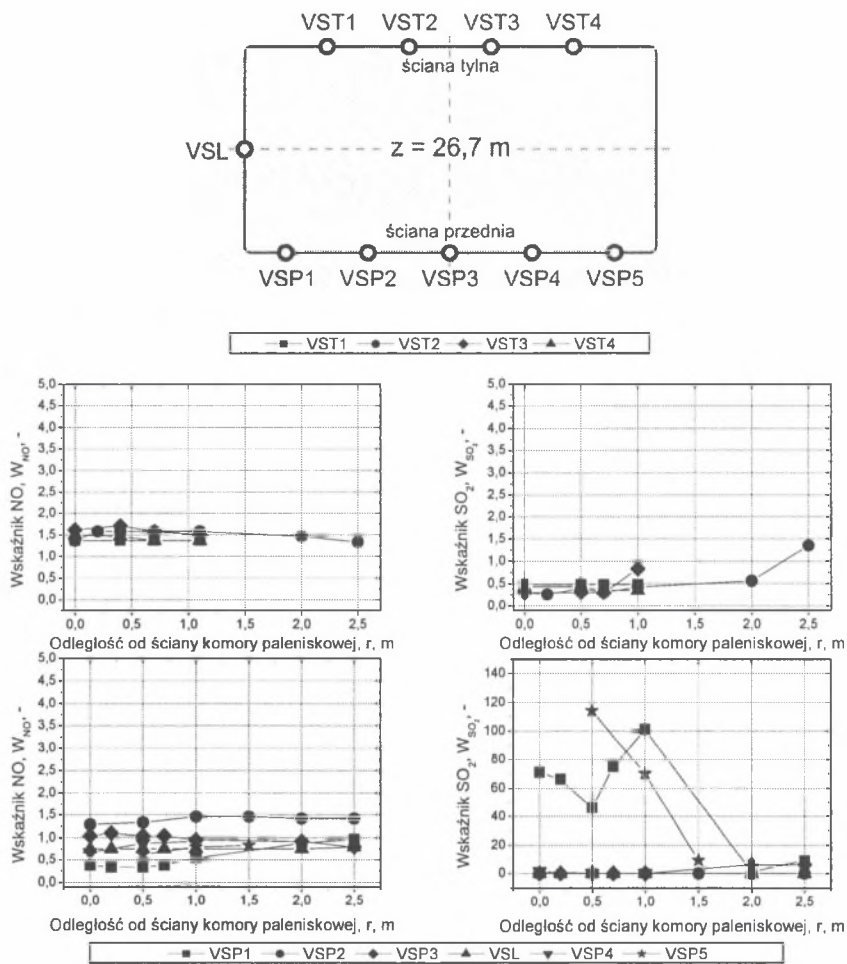 VST1 VST2 VST3 VST4
ściana tylna
VSL
z = 26,7 m
ściana przednia
VSP1 VSP2 VSP3 VSP4 VSP5
VST1 VST2 VST3 VST4
Wskaźnik NO, W_NO, -
5,0
4,5
4,0
3,5
3,0
2,5
2,0
1,5
1,0
0,5
0,0
0,0 0,5 1,0 1,5 2,0 2,5
Odległość od ściany komory paleniskowej, r, m
Wskaźnik SO₂, W_SO₂, -
5,0
4,5
4,0
3,5
3,0
2,5
2,0
1,5
1,0
0,5
0,0
0,0 0,5 1,0 1,5 2,0 2,5
Odległość od ściany komory paleniskowej, r, m
Wskaźnik NO, W_NO, -
5,0
4,5
4,0
3,5
3,0
2,5
2,0
1,5
1,0
0,5
0,0
0,0 0,5 1,0 1,5 2,0 2,5
Odległość od ściany komory paleniskowej, r, m
Wskaźnik SO₂, W_SO₂, -
140
120
100
80
60
40
20
0
0,0 0,5 1,0 1,5 2,0 2,5
Odległość od ściany komory paleniskowej, r, m
VSP1 VSP2 VSP3 VSL VSP4 VSP5